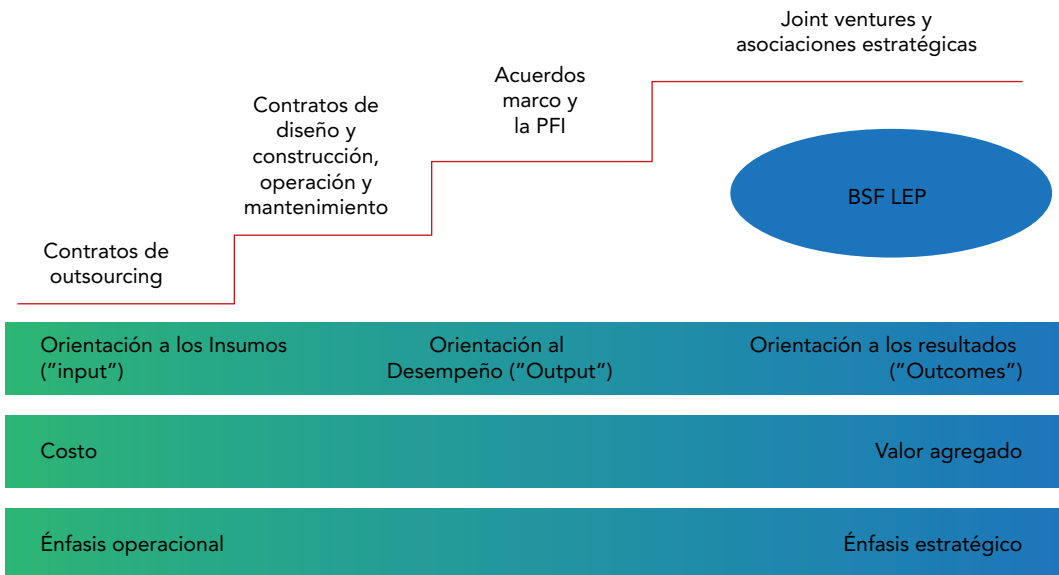 Joint ventures y
asociaciones estratégicas
Acuerdos
marco y
la PFI
Contratos de
diseño y
construcción,
operación y
mantenimiento
Contratos de
outsourcing
BSF LEP
Orientación a los Insumos
(”input”)
Orientación al
Desempeño (”Output”)
Orientación a los resultados
(”Outcomes”)
Costo
Valor agregado
Énfasis operacional
Énfasis estratégico